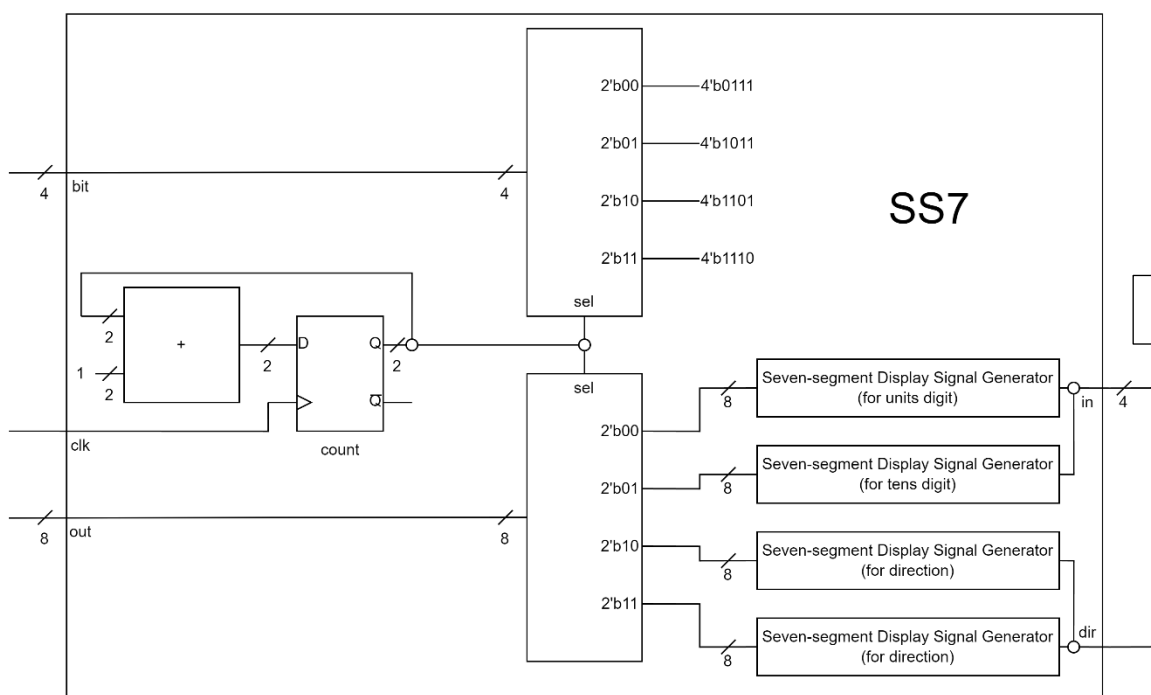 2'b00
4'b0111
2'b01
4'b1011
4
bit
4
2'b10
4'b1101
SS7
2'b11
4'b1110
sel
2
+
2
D
Q
2
1
2
Q
clk
count
sel
8
Seven-segment Display Signal Generator
(for units digit)
in
4
2'b00
2'b01
8
Seven-segment Display Signal Generator
(for tens digit)
8
out
8
2'b10
8
Seven-segment Display Signal Generator
(for direction)
2'b11
8
Seven-segment Display Signal Generator
(for direction)
dir